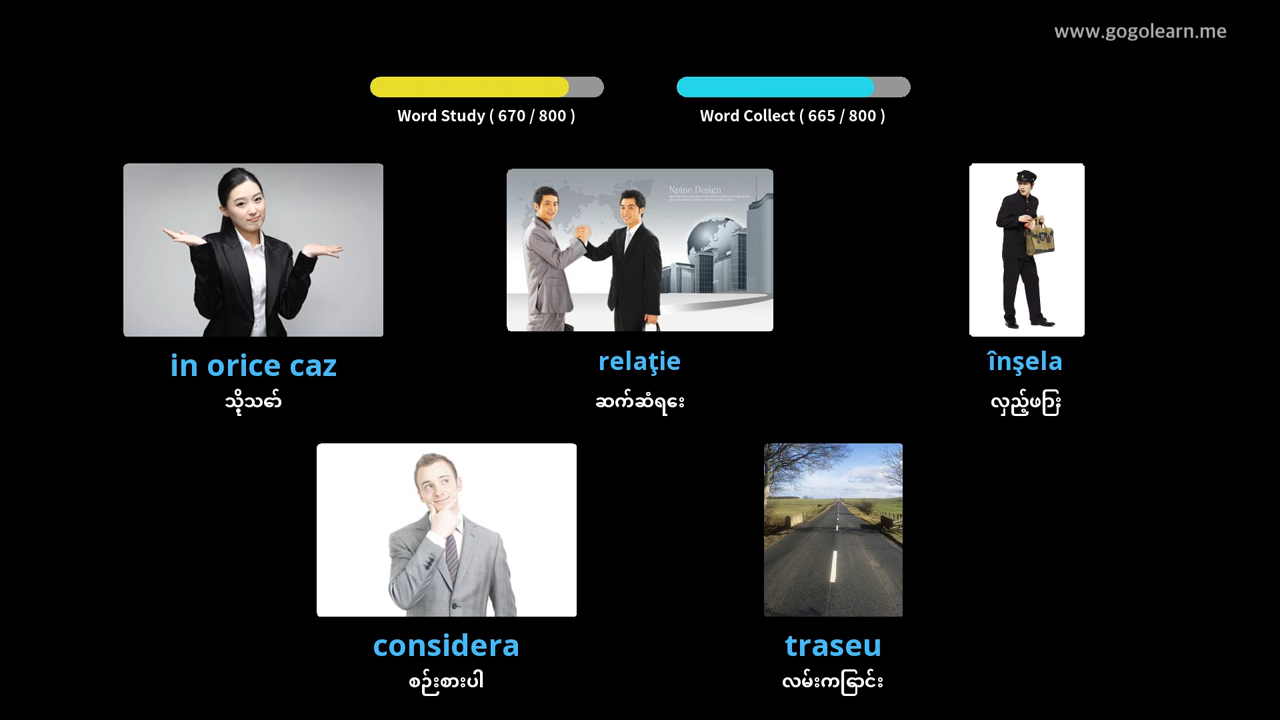 www.gogolearn.me
Word Study ( 670 / 800 )
Word Collect ( 665 / 800 )
Npine Design
in orice caz
သို့သော်
relaţie
ဆက်ဆံရေး
înşela
လှည့်ဖြား
considera
စဉ်းစားပါ
traseu
လမ်းကြောင်း